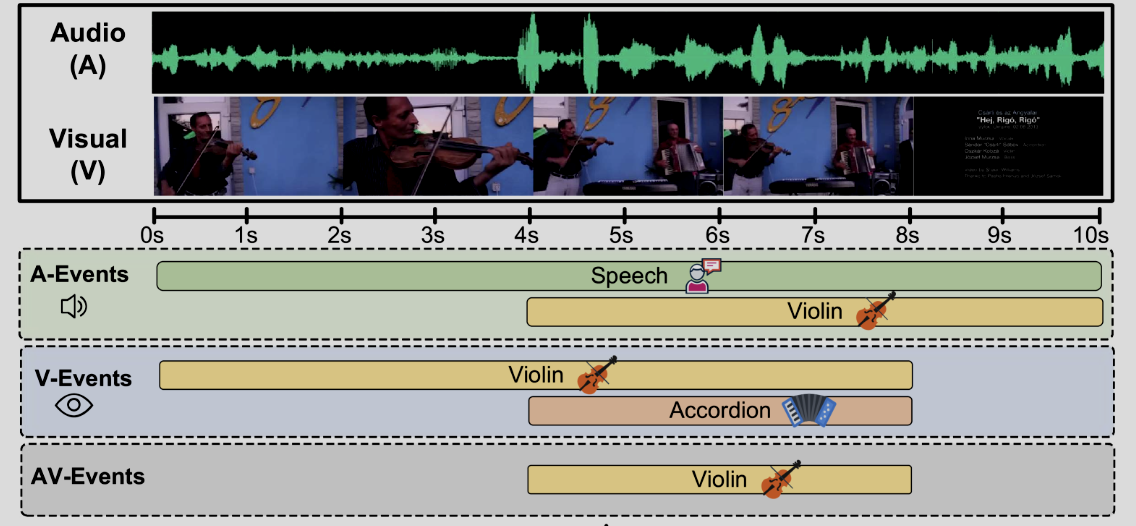 Audio
(A)
Visual
(V)
"Hej, Rigó, Rigó"
0s 1s 2s 3s 4s 5s 6s 7s 8s 9s 10s
A-Events
Speech
Violin
V-Events
Violin
Accordion
AV-Events
Violin